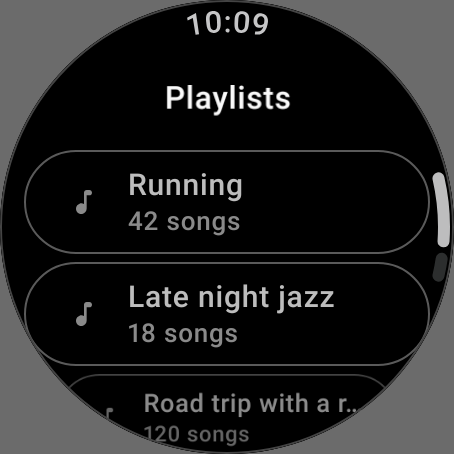 10:09
Playlists
Running
42 songs
Late night jazz
18 songs
Road trip with a r…
120 songs